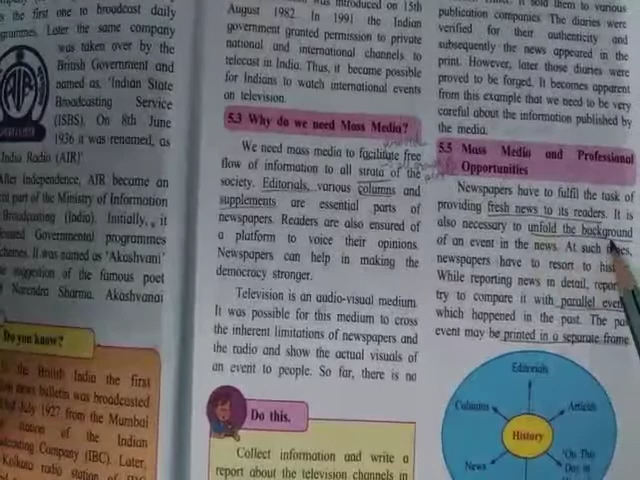 s the first one to broadcast daily
Later the same company
was taken over by the
British Government and
named as, 'Indian State
Broadcasting Service
(ISBS). On 8th June
1936 it was renamed, as
India Radio (AIR)'
After Independence, AIR became an
part of the Ministry of Information
Broadcasting (India). Initially, it
Governmental programmes
schemes. It was named as 'Akashvani'
suggestion of the famous poet
Narendra Sharma. Akashvanai
Do you know?
the British India the first
news bulletin was broadcasted
July 1927 from the Mumbai
of the Indian
Company (IBC). Later,
Kolkata radio station of
was introduced on 15th
August 1982. In 1991 the Indian
government granted permission to private
national and international channels to
telecast in India. Thus, it became possible
for Indians to watch international events
on television.
5.3 Why do we need Mass Media?
We need mass media to facilitate free
flow of information to all strata of the
society. Editorials, various columns and
supplements are essential parts of
newspapers. Readers are also ensured of
a platform to voice their opinions.
Newspapers can help in making the
democracy stronger.
Television is an audio-visual medium.
It was possible for this medium to cross
the inherent limitations of newspapers and
the radio and show the actual visuals of
an event to people. So far, there is no
Do this.
Collect information and write a
report about the television channels in
sold them to various
publication companies. The diaries were
verified for their authenticity and
subsequently the news appeared in the
print. However, later those diaries were
proved to be forged. It becomes apparent
from this example that we need to be very
careful about the information published by
the media.
5.5 Mass Media and Professional
Opportunities
Newspapers have to fulfil the task of
providing fresh news to its readers. It is
also necessary to unfold the background
of an event in the news. At such
newspapers have to resort to
While reporting news in detail,
try to compare it with parallel
which happened in the past. The
event may be printed in a separate frame
Editorials
Column
Articles
History
News
'On This
Day in